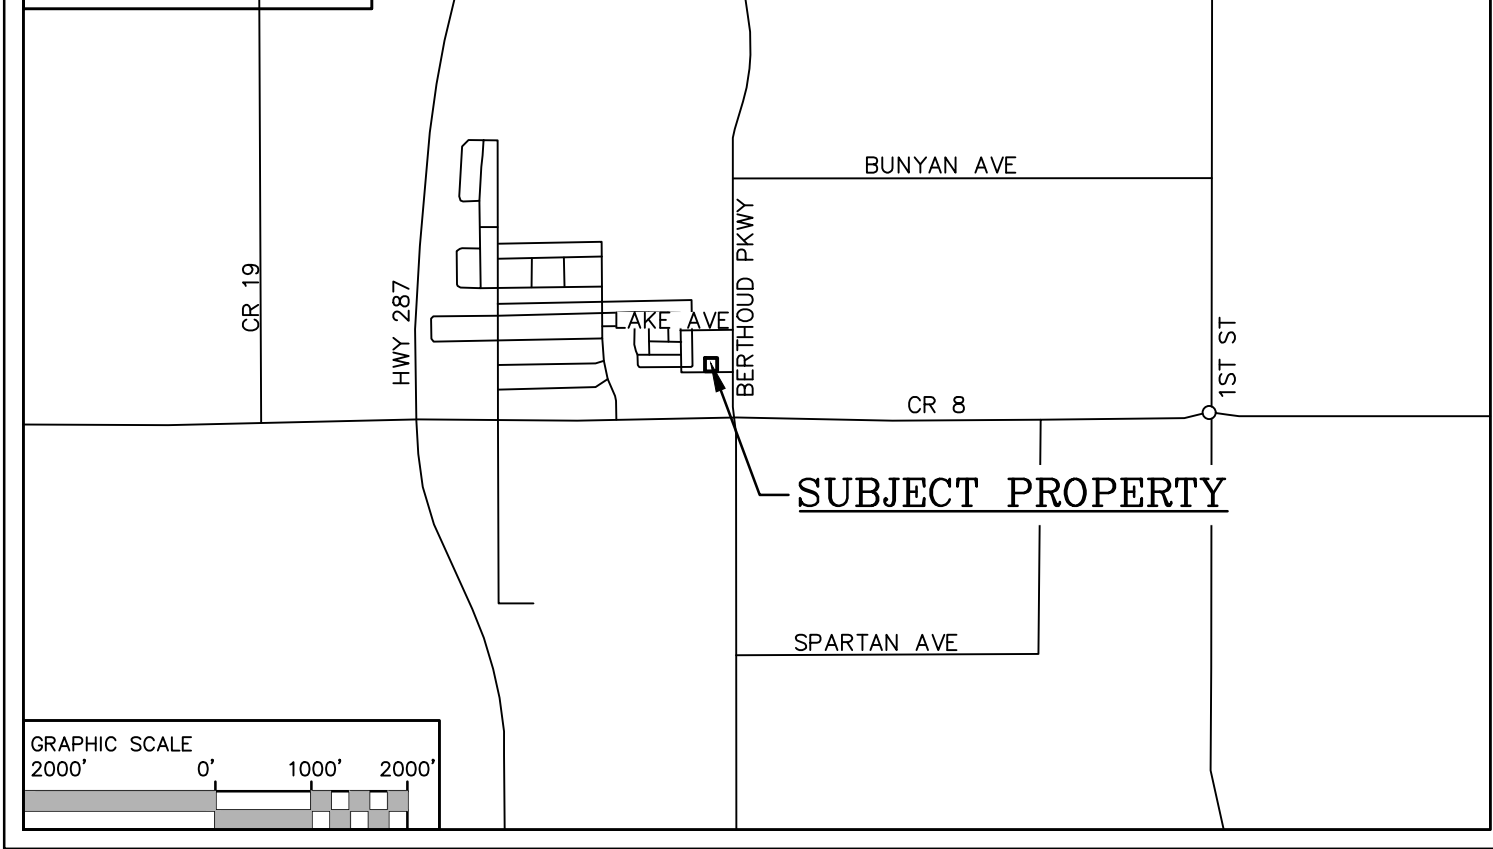 BUNYAN AVE
BERTHOUD PKWY
CR 19
HWY 287
LAKE AVE
1ST ST
CR 8
SUBJECT PROPERTY
SPARTAN AVE
GRAPHIC SCALE
2000' 0' 1000' 2000'